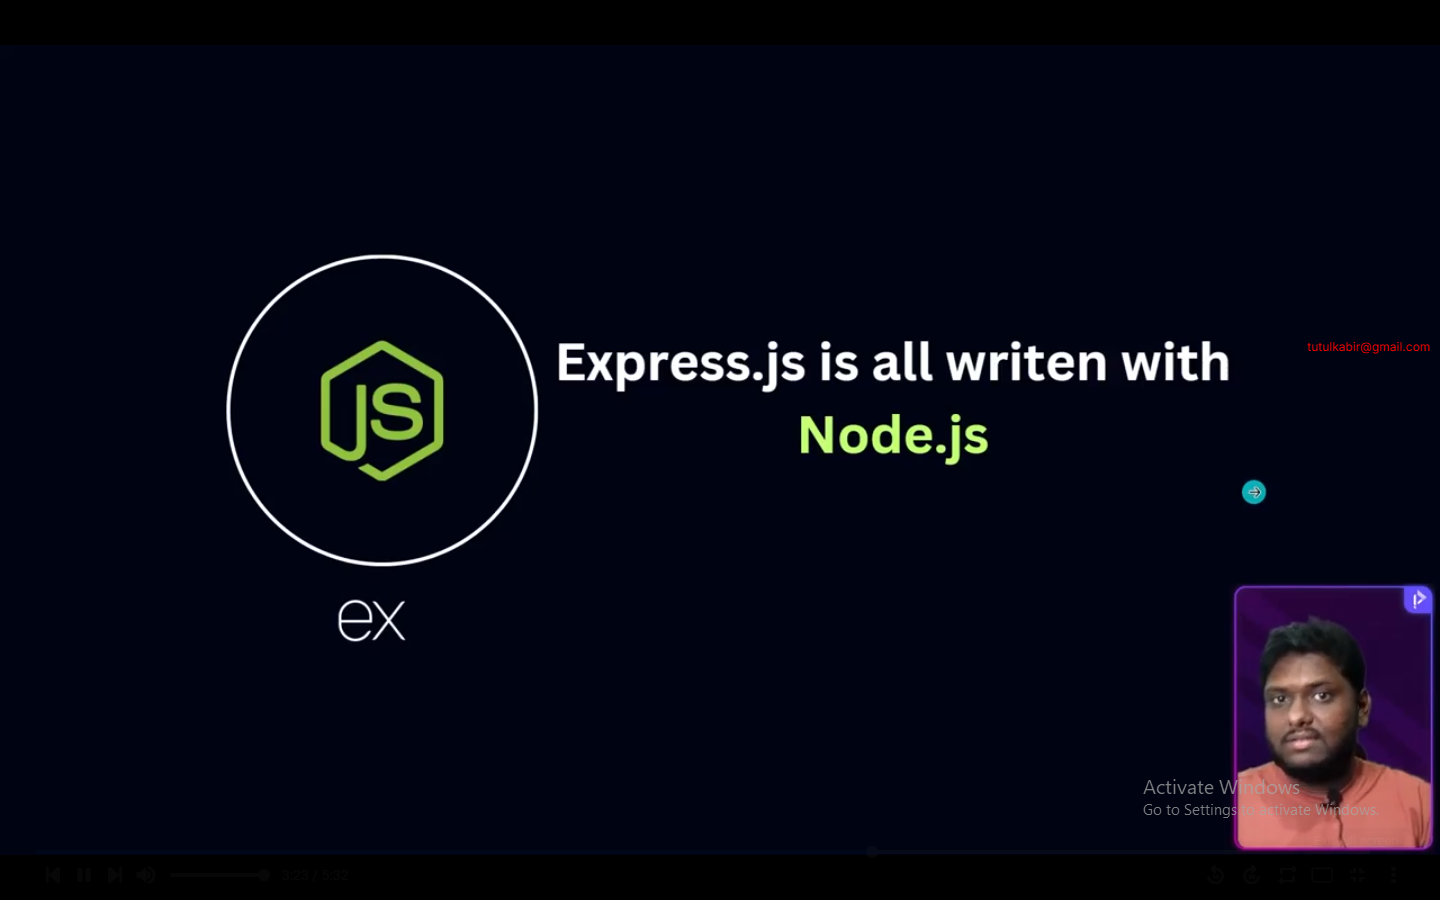 JS
Express.js is all writen with
Node.js
tutulkabir@gmail.com
ex
Activate Windows
Go to Settings to activate Windows.
3:23 / 5:32